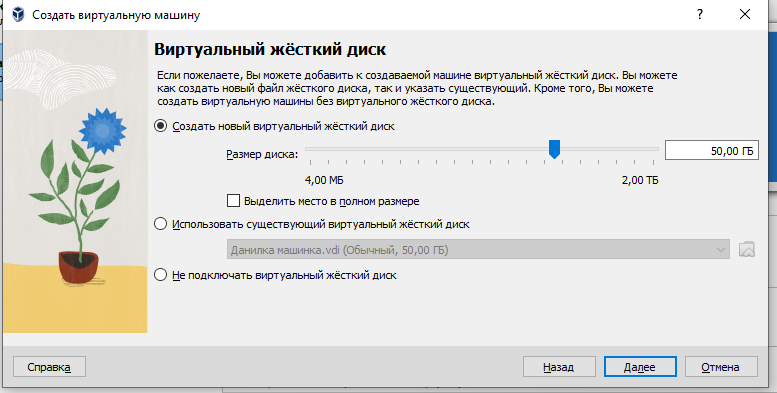 Создать виртуальную машину
Виртуальный жёсткий диск
Если пожелаете, Вы можете добавить к создаваемой машине виртуальный жёсткий диск. Вы можете
как создать новый файл жёсткого диска, так и указать существующий. Кроме того, Вы можете
создать виртуальную машины без виртуального жёсткого диска.
Создать новый виртуальный жёсткий диск
Размер диска:
50,00 ГБ
4,00 МБ
2,00 ТБ
Выделить место в полном размере
Использовать существующий виртуальный жёсткий диск
Данилка машинка.vdi (Обычный, 50,00 ГБ)
Не подключать виртуальный жёсткий диск
Справка
Назад
Далее
Отмена